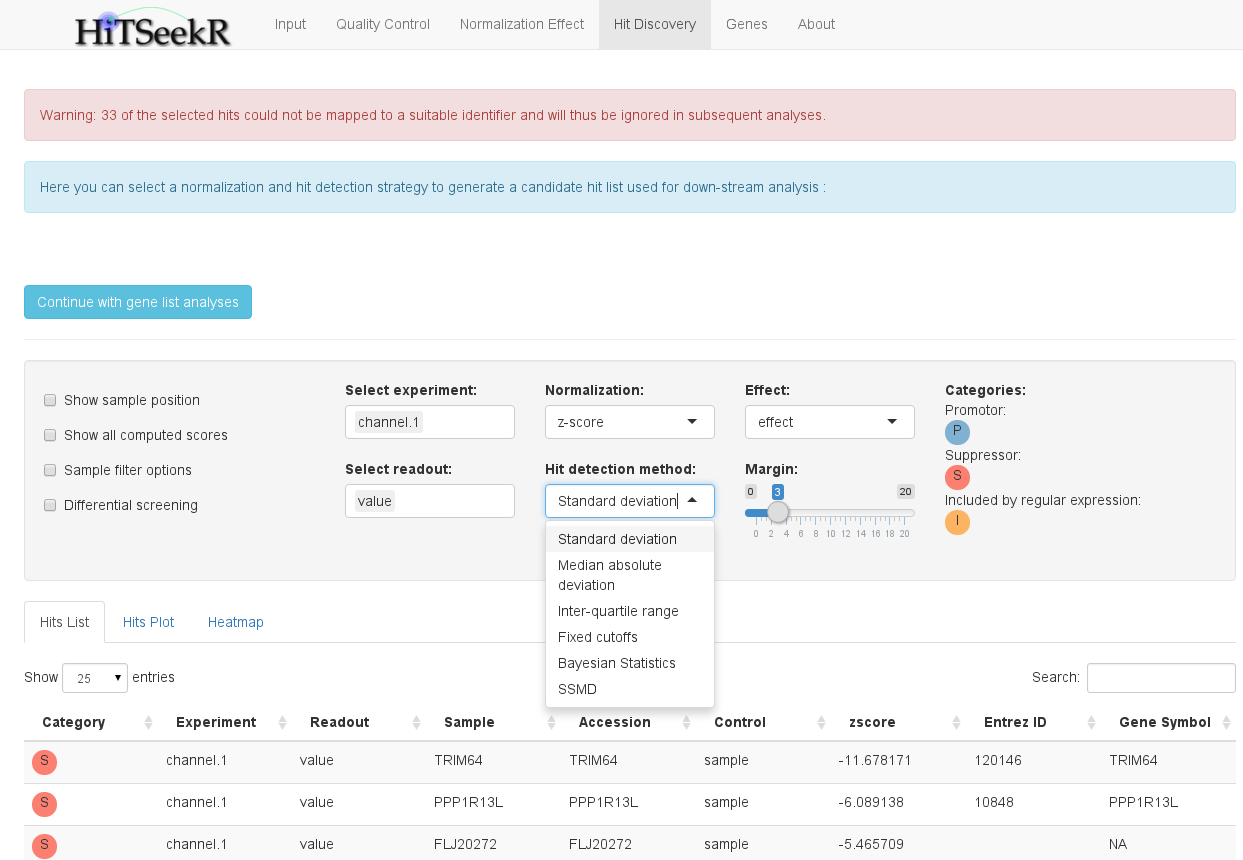 HiTSeekR Input Quality Control Normalization Effect Hit Discovery Genes About
Warning: 33 of the selected hits could not be mapped to a suitable identifier and will thus be ignored in subsequent analyses.
Here you can select a normalization and hit detection strategy to generate a candidate hit list used for down-stream analysis :
Continue with gene list analyses
Show sample position
Show all computed scores
Sample filter options
Differential screening
Select experiment:
channel.1
Select readout:
value
Normalization:
z-score
Hit detection method:
Standard deviation
Standard deviation
Median absolute
deviation
Inter-quartile range
Fixed cutoffs
Bayesian Statistics
SSMD
Effect:
effect
Margin:
0 3 20
0 2 4 6 8 10 12 14 16 18 20
Categories:
Promotor:
P
Suppressor:
S
Included by regular expression:
I
Hits List Hits Plot Heatmap
Show 25 entries Search:
Category Experiment Readout Sample Accession Control zscore Entrez ID Gene Symbol
S channel.1 value TRIM64 TRIM64 sample -11.678171 120146 TRIM64
S channel.1 value PPP1R13L PPP1R13L sample -6.089138 10848 PPP1R13L
S channel.1 value FLJ20272 FLJ20272 sample -5.465709 NA